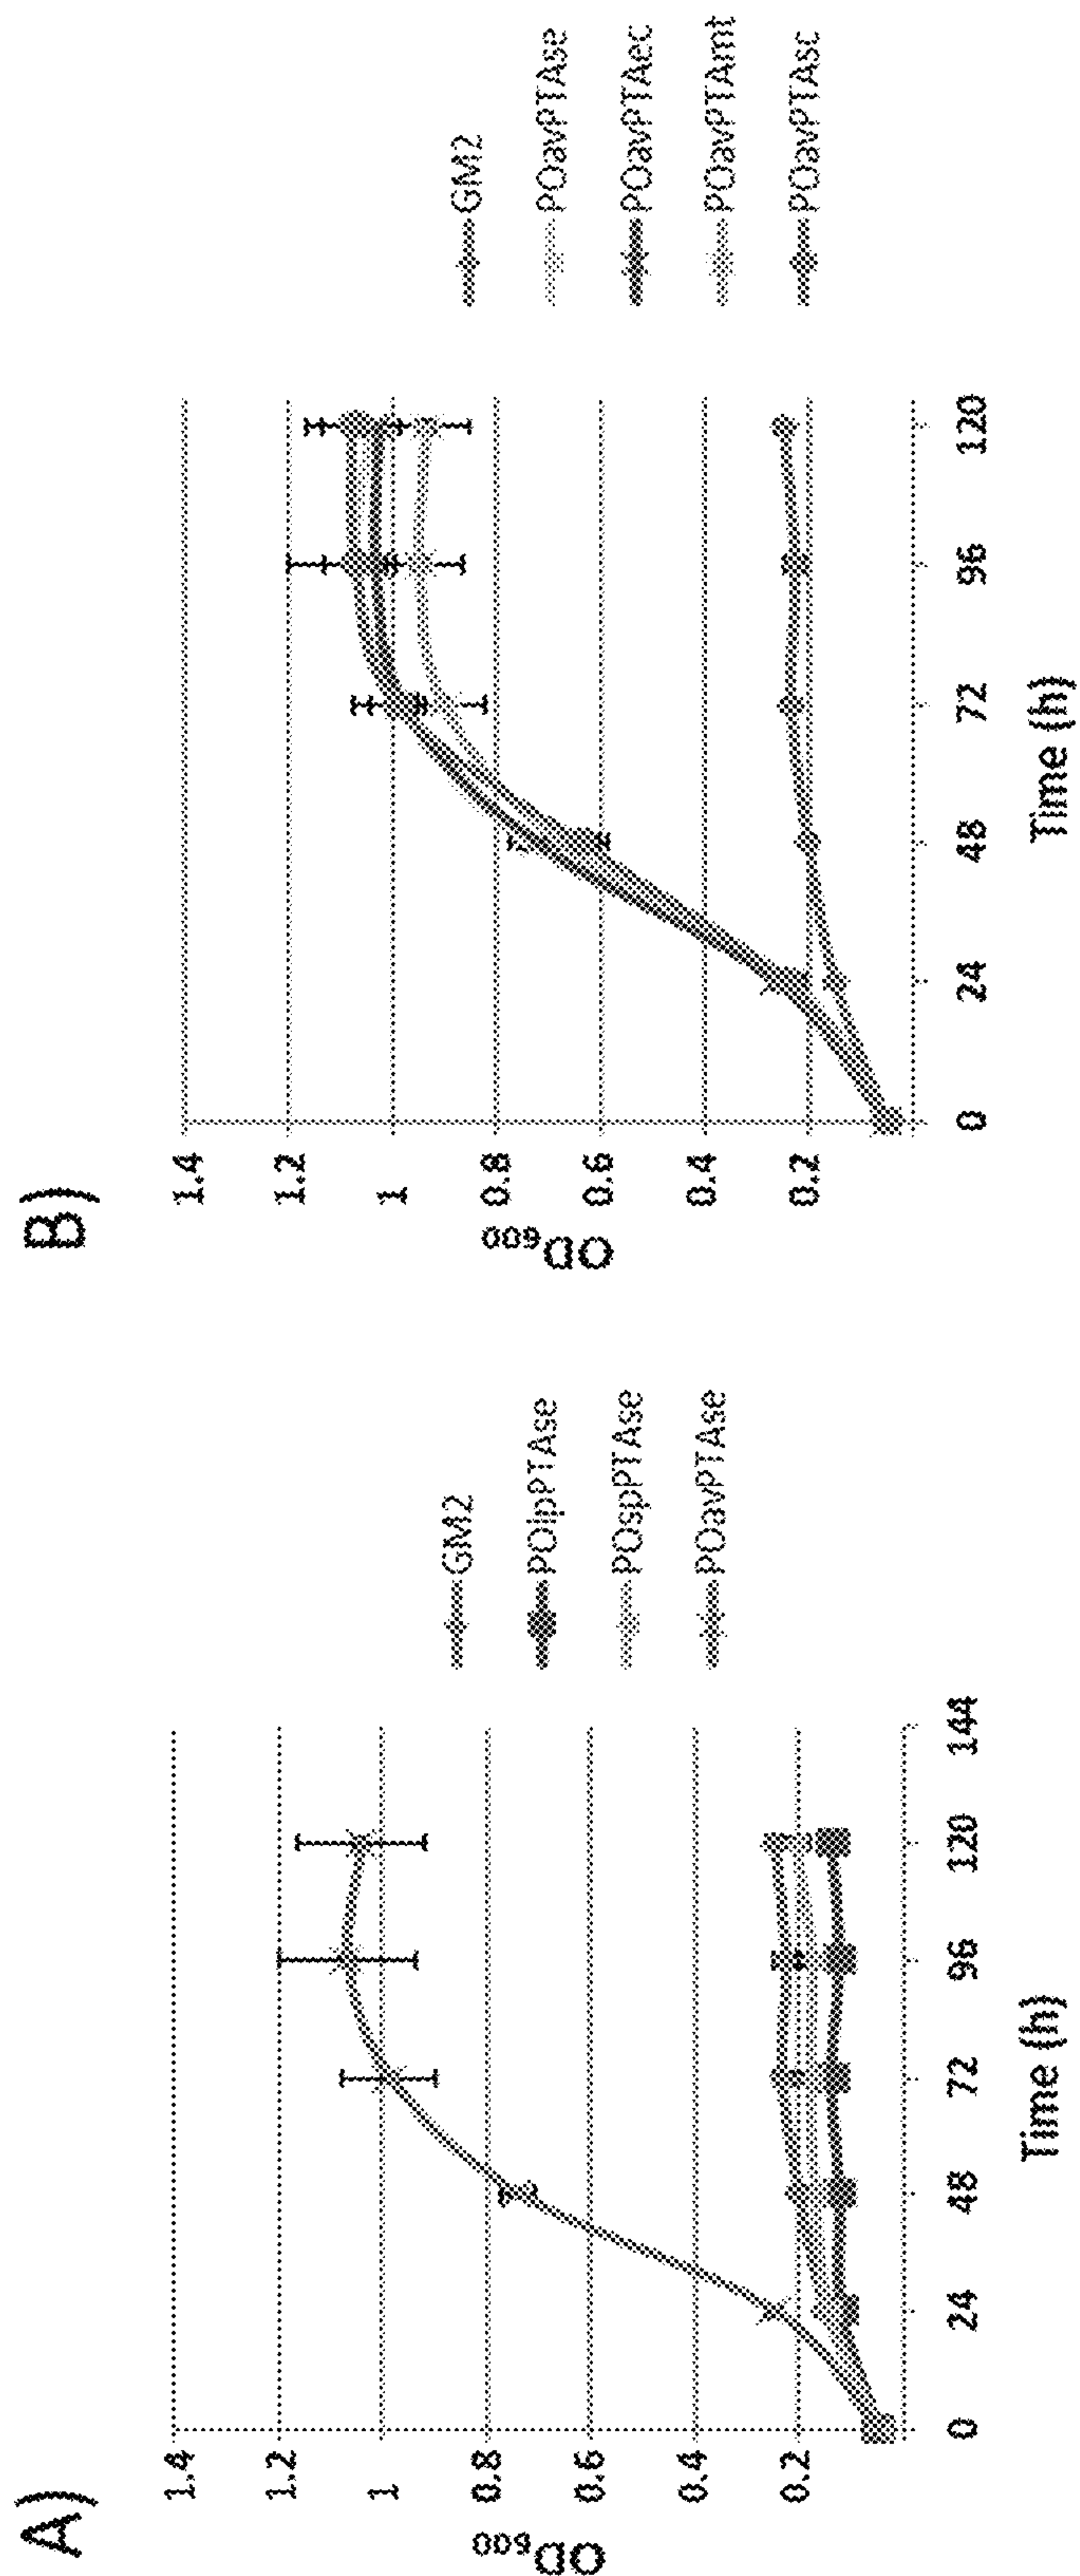 A)
OD600
1.4
1.2
1
0.8
0.6
0.4
0.2
0
24
48
72
96
120
144
Time (h)
GM2
POlpPTAse
POspPTAse
POavPTAse
B)
OD600
1.4
1.2
1
0.8
0.6
0.4
0.2
0
24
48
72
96
120
Time (h)
GM2
POavPTAse
POavPTAec
POavPTAmt
POavPTAsc